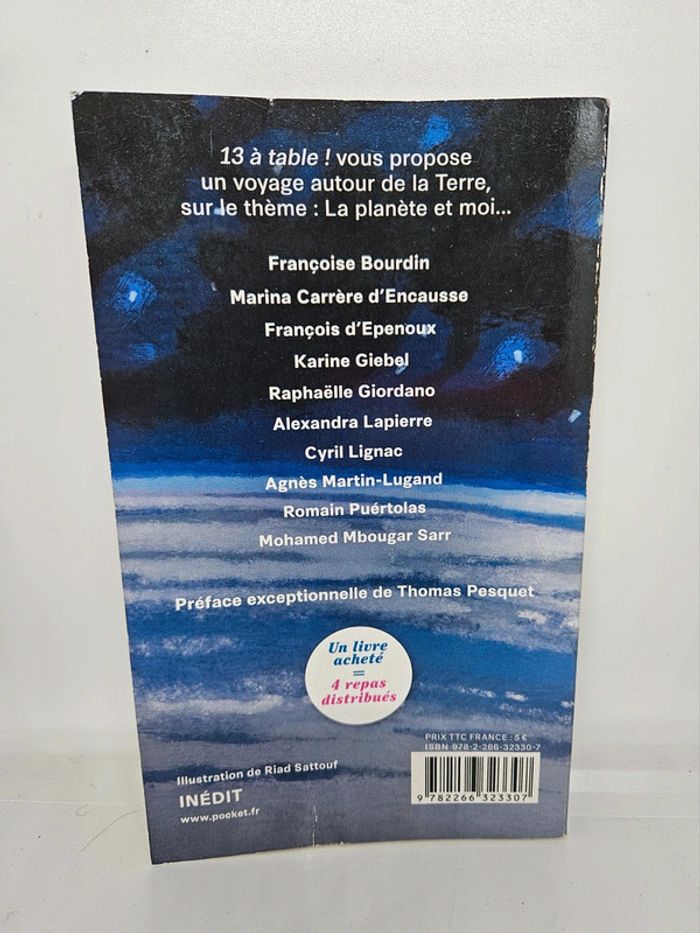 13 à table ! vous propose
un voyage autour de la Terre,
sur le thème : La planète et moi...
Françoise Bourdin
Marina Carrère d'Encausse
François d'Epenoux
Karine Giebel
Raphaëlle Giordano
Alexandra Lapierre
Cyril Lignac
Agnès Martin-Lugand
Romain Puértolas
Mohamed Mbougar Sarr
Préface exceptionnelle de Thomas Pesquet
Un livre
acheté
=
4 repas
distribués
PRIX TTC FRANCE : 5 €
ISBN 978-2-266-32330-7
9 782266 323307
Illustration de Riad Sattouf
INÉDIT
www.pocket.fr